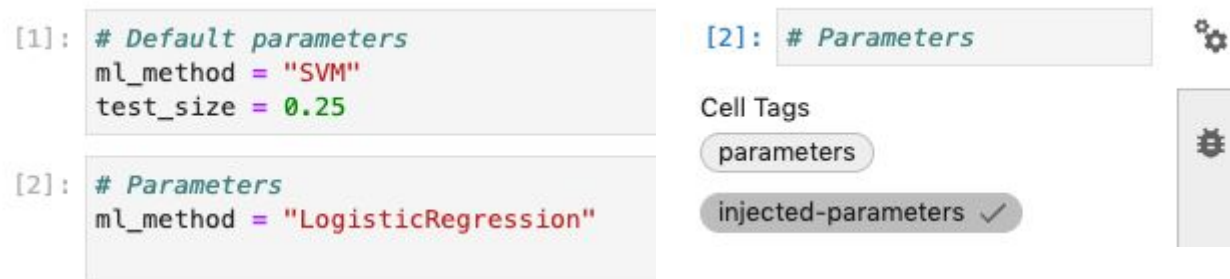 [1]: # Default parameters
ml_method = "SVM"
test_size = 0.25
[2]: # Parameters
ml_method = "LogisticRegression"
[2]: # Parameters
Cell Tags
parameters
injected-parameters ✓